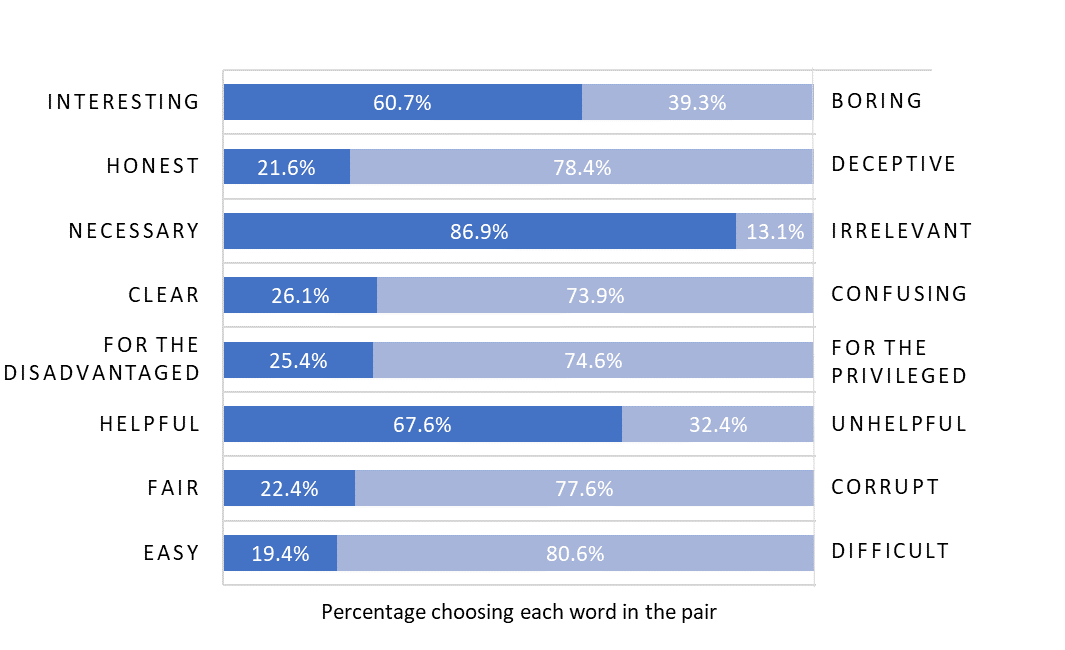 INTERESTING 60.7% 39.3% BORING
HONEST 21.6% 78.4% DECEPTIVE
NECESSARY 86.9% 13.1% IRRELEVANT
CLEAR 26.1% 73.9% CONFUSING
FOR THE
DISADVANTAGED
25.4% 74.6%
FOR THE
PRIVILEGED
HELPFUL 67.6% 32.4% UNHELPFUL
FAIR 22.4% 77.6% CORRUPT
EASY 19.4% 80.6% DIFFICULT
Percentage choosing each word in the pair